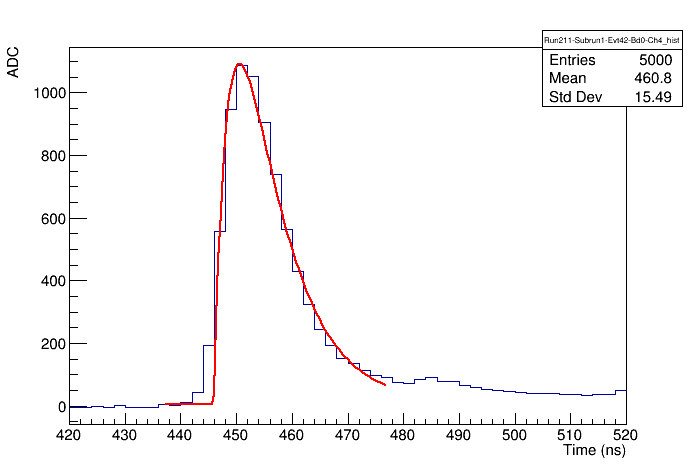 Run211-Subrun1-Evt42-Bd0-Ch4_hist
Entries 5000
Mean 460.8
Std Dev 15.49
ADC
1000
800
600
400
200
0
420 430 440 450 460 470 480 490 500 510 520
Time (ns)